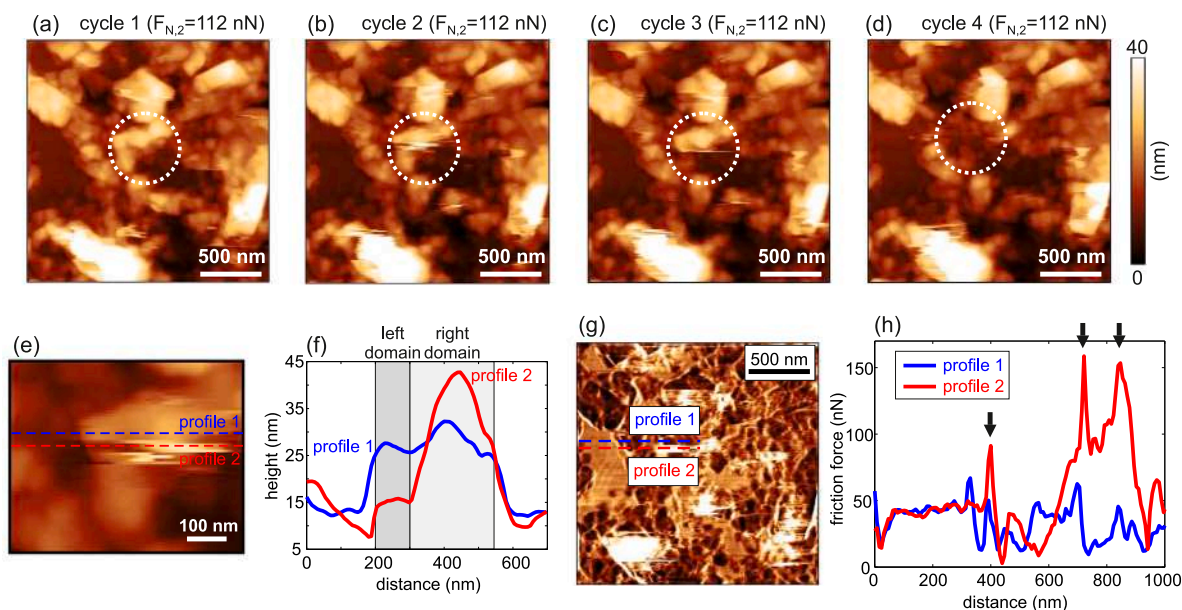 (a) cycle 1 (F_N,2=112 nN)
(b) cycle 2 (F_N,2=112 nN)
(c) cycle 3 (F_N,2=112 nN)
(d) cycle 4 (F_N,2=112 nN)
500 nm
500 nm
500 nm
500 nm
40
(nm)
0
(e)
profile 1
profile 2
100 nm
(f)
left
domain
right
domain
profile 2
profile 1
45
35
25
15
5
height (nm)
0
200
400
600
distance (nm)
(g)
500 nm
profile 1
profile 2
(h)
profile 1
profile 2
150
100
50
0
friction force (nN)
0
200
400
600
800
1000
distance (nm)